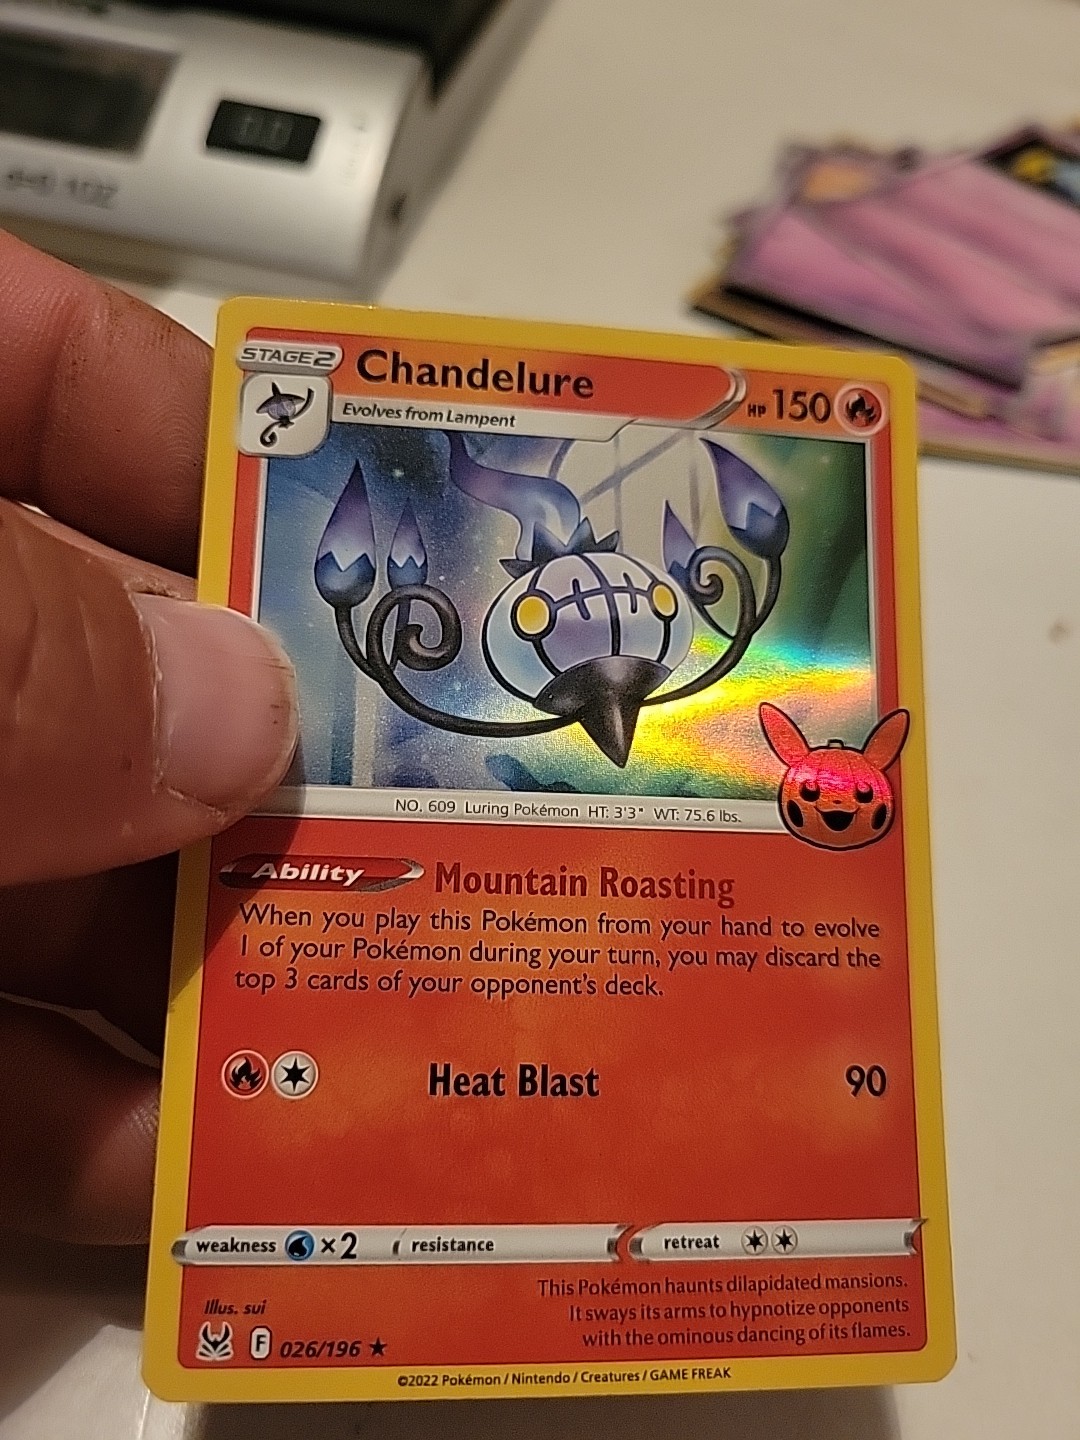 STAGE2
Chandelure
HP 150
Evolves from Lampent
NO. 609 Luring Pokémon HT: 3'3" WT: 75.6 lbs.
Ability Mountain Roasting
When you play this Pokémon from your hand to evolve
1 of your Pokémon during your turn, you may discard the
top 3 cards of your opponent's deck.
Heat Blast 90
weakness ×2 resistance retreat
This Pokémon haunts dilapidated mansions.
It sways its arms to hypnotize opponents
with the ominous dancing of its flames.
Illus. sui
F 026/196 ★
©2022 Pokémon / Nintendo / Creatures / GAME FREAK